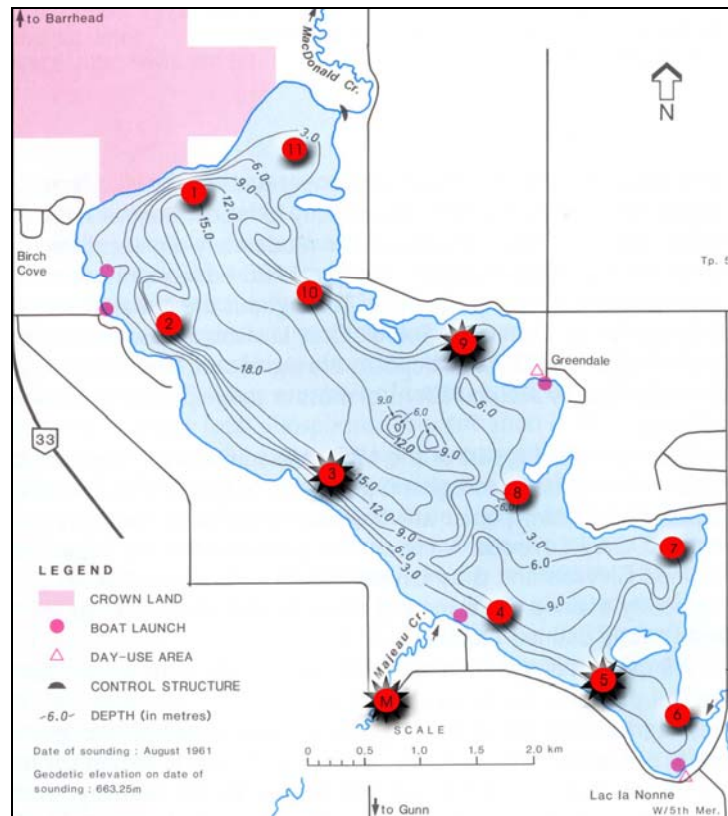 to Barrhead
MacDonald Cr.
N
11
3.0
6.0
9.0
1
12.0
15.0
Birch
Cove
Tp. 5
10
2
9
Greendale
18.0
6.0
9.0
6.0
12.0
9.0
33
3
15.0
12.0
9.0
6.0
3.0
8
6.0
3.0
7
6.0
9.0
4
LEGEND
CROWN LAND
BOAT LAUNCH
DAY-USE AREA
CONTROL STRUCTURE
-6.0- DEPTH (in metres)
Date of sounding : August 1961
Geodetic elevation on date
of sounding : 663.25m
Majeau Cr.
M
5
6
SCALE
0 0.5 1.0 1.5 2.0 km
to Gunn
Lac la Nonne
W/5th Mer.